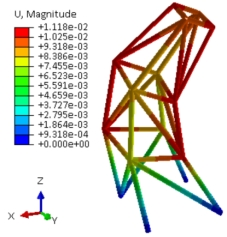 U, Magnitude
+1.118e-02
+1.025e-02
+9.318e-03
+8.386e-03
+7.455e-03
+6.523e-03
+5.591e-03
+4.659e-03
+3.727e-03
+2.795e-03
+1.864e-03
+9.318e-04
+0.000e+00
Z
X
Y